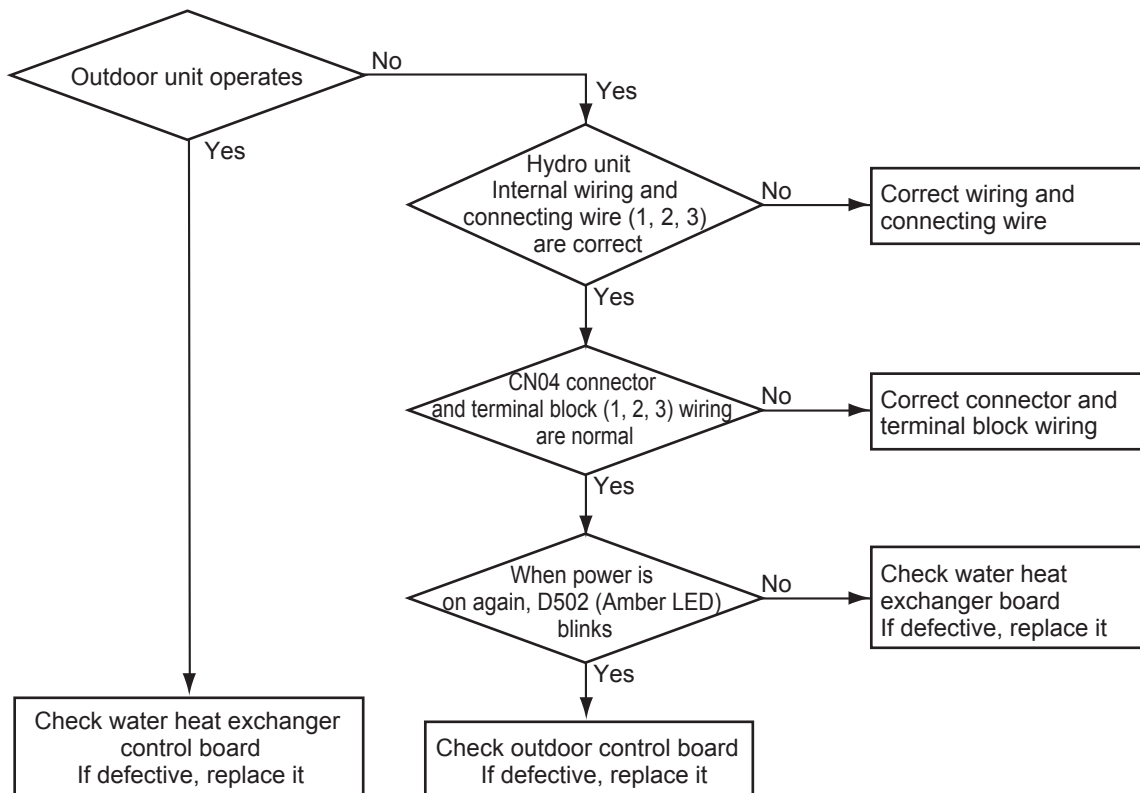 Outdoor unit operates
No
Yes
Yes
Hydro unit
Internal wiring and
connecting wire (1, 2, 3)
are correct
No
Correct wiring and
connecting wire
Yes
CN04 connector
and terminal block (1, 2, 3) wiring
are normal
No
Correct connector and
terminal block wiring
Yes
When power is
on again, D502 (Amber LED)
blinks
No
Check water heat
exchanger board
If defective, replace it
Yes
Check water heat exchanger
control board
If defective, replace it
Check outdoor control board
If defective, replace it